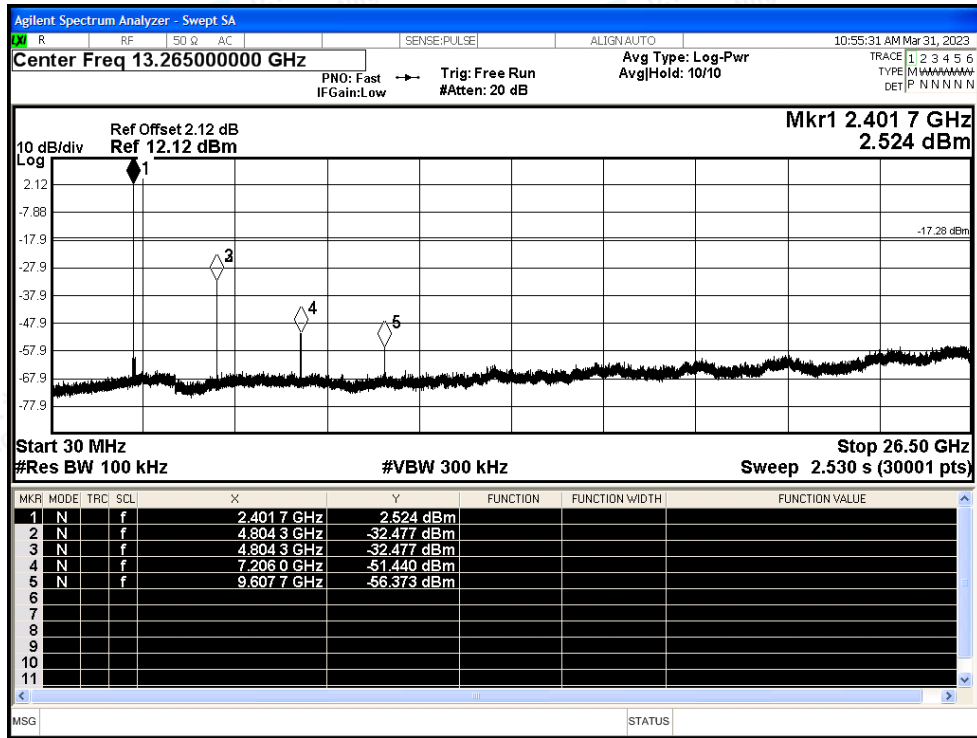 Agilent Spectrum Analyzer - Swept SA
LXI R RF 50 Ω AC SENSE:PULSE ALIGN AUTO 10:55:31 AM Mar 31, 2023
Center Freq 13.265000000 GHz
PNO: Fast
IFGain:Low
Trig: Free Run
#Atten: 20 dB
Avg Type: Log-Pwr
Avg|Hold: 10/10
TRACE 1 2 3 4 5 6
TYPE M
DET P N N N N N
Mkr1 2.401 7 GHz
2.524 dBm
Ref Offset 2.12 dB
10 dB/div Ref 12.12 dBm
Log
1
2.12
-7.88
-17.9
-17.28 dBm
3
-27.9
-37.9
4
-47.9
5
-57.9
-67.9
-77.9
Start 30 MHz Stop 26.50 GHz
#Res BW 100 kHz #VBW 300 kHz Sweep 2.530 s (30001 pts)
MKR MODE TRC SCL X Y FUNCTION FUNCTION WIDTH FUNCTION VALUE
1 N f 2.401 7 GHz 2.524 dBm
2 N f 4.804 3 GHz -32.477 dBm
3 N f 4.804 3 GHz -32.477 dBm
4 N f 7.206 0 GHz -51.440 dBm
5 N f 9.607 7 GHz -56.373 dBm
6
7
8
9
10
11
MSG STATUS